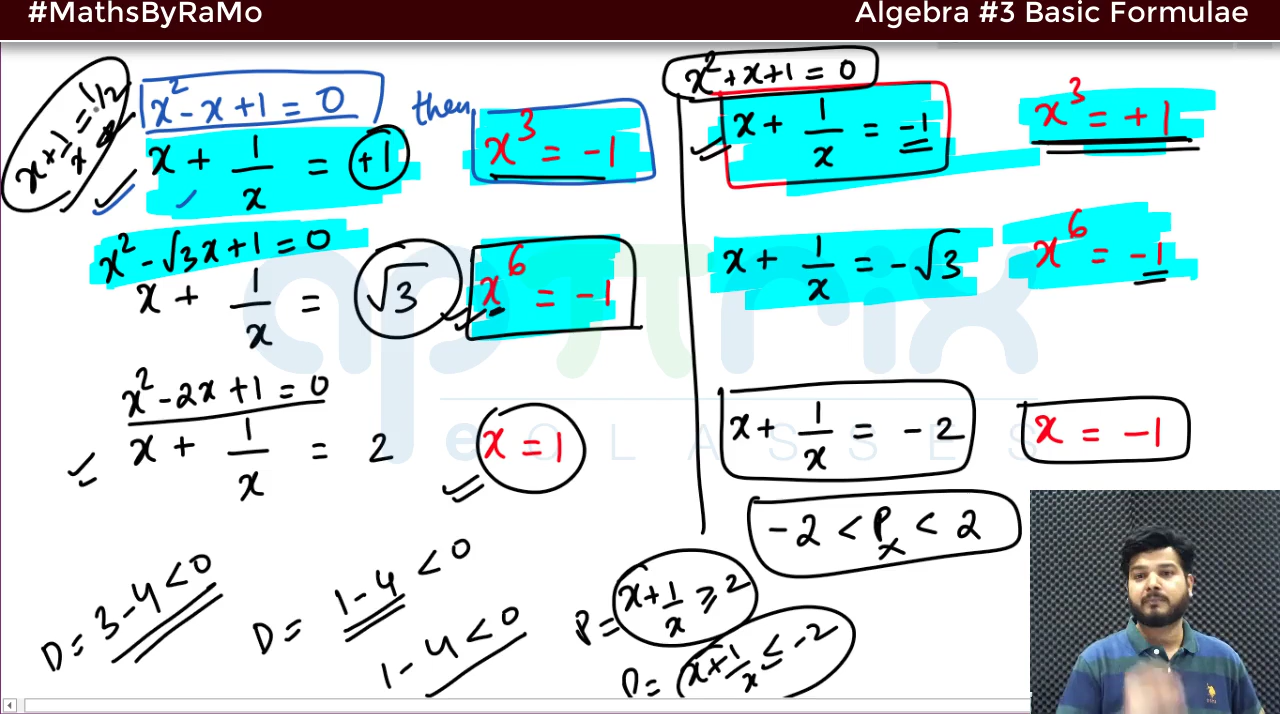 #MathsByRaMo
Algebra #3 Basic Formulae
x + 1/x = 1/2
x² - x + 1 = 0
then
x³ = -1
x + 1/x = +1
x² - √3x + 1 = 0
x + 1/x = √3
x⁶ = -1
x² - 2x + 1 = 0
x + 1/x = 2
x = 1
D = 3 - 4 < 0
D = 1 - 4 < 0
1 - 4 < 0
x² + x + 1 = 0
x + 1/x = -1
x³ = +1
x + 1/x = -√3
x⁶ = -1
x + 1/x = -2
x = -1
-2 < P < 2
x
P = x + 1/x ≥ 2
P = x + 1/x ≤ -2
aptrix
eCLASSES